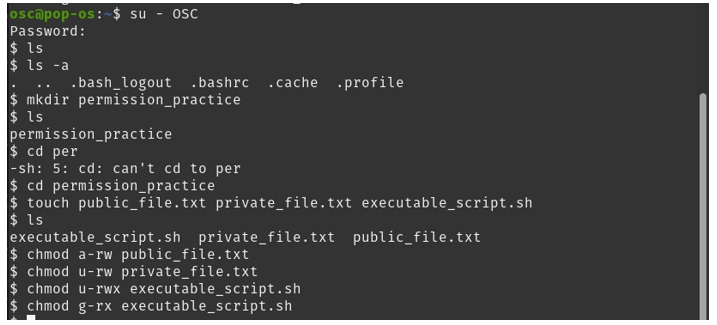 osc@pop-os:~$ su - OSC
Password:
$ ls
$ ls -a
.  ..  .bash_logout  .bashrc  .cache  .profile
$ mkdir permission_practice
$ ls
permission_practice
$ cd per
-sh: 5: cd: can't cd to per
$ cd permission_practice
$ touch public_file.txt private_file.txt executable_script.sh
$ ls
executable_script.sh  private_file.txt  public_file.txt
$ chmod a-rw public_file.txt
$ chmod u-rw private_file.txt
$ chmod u-rwx executable_script.sh
$ chmod g-rx executable_script.sh
$